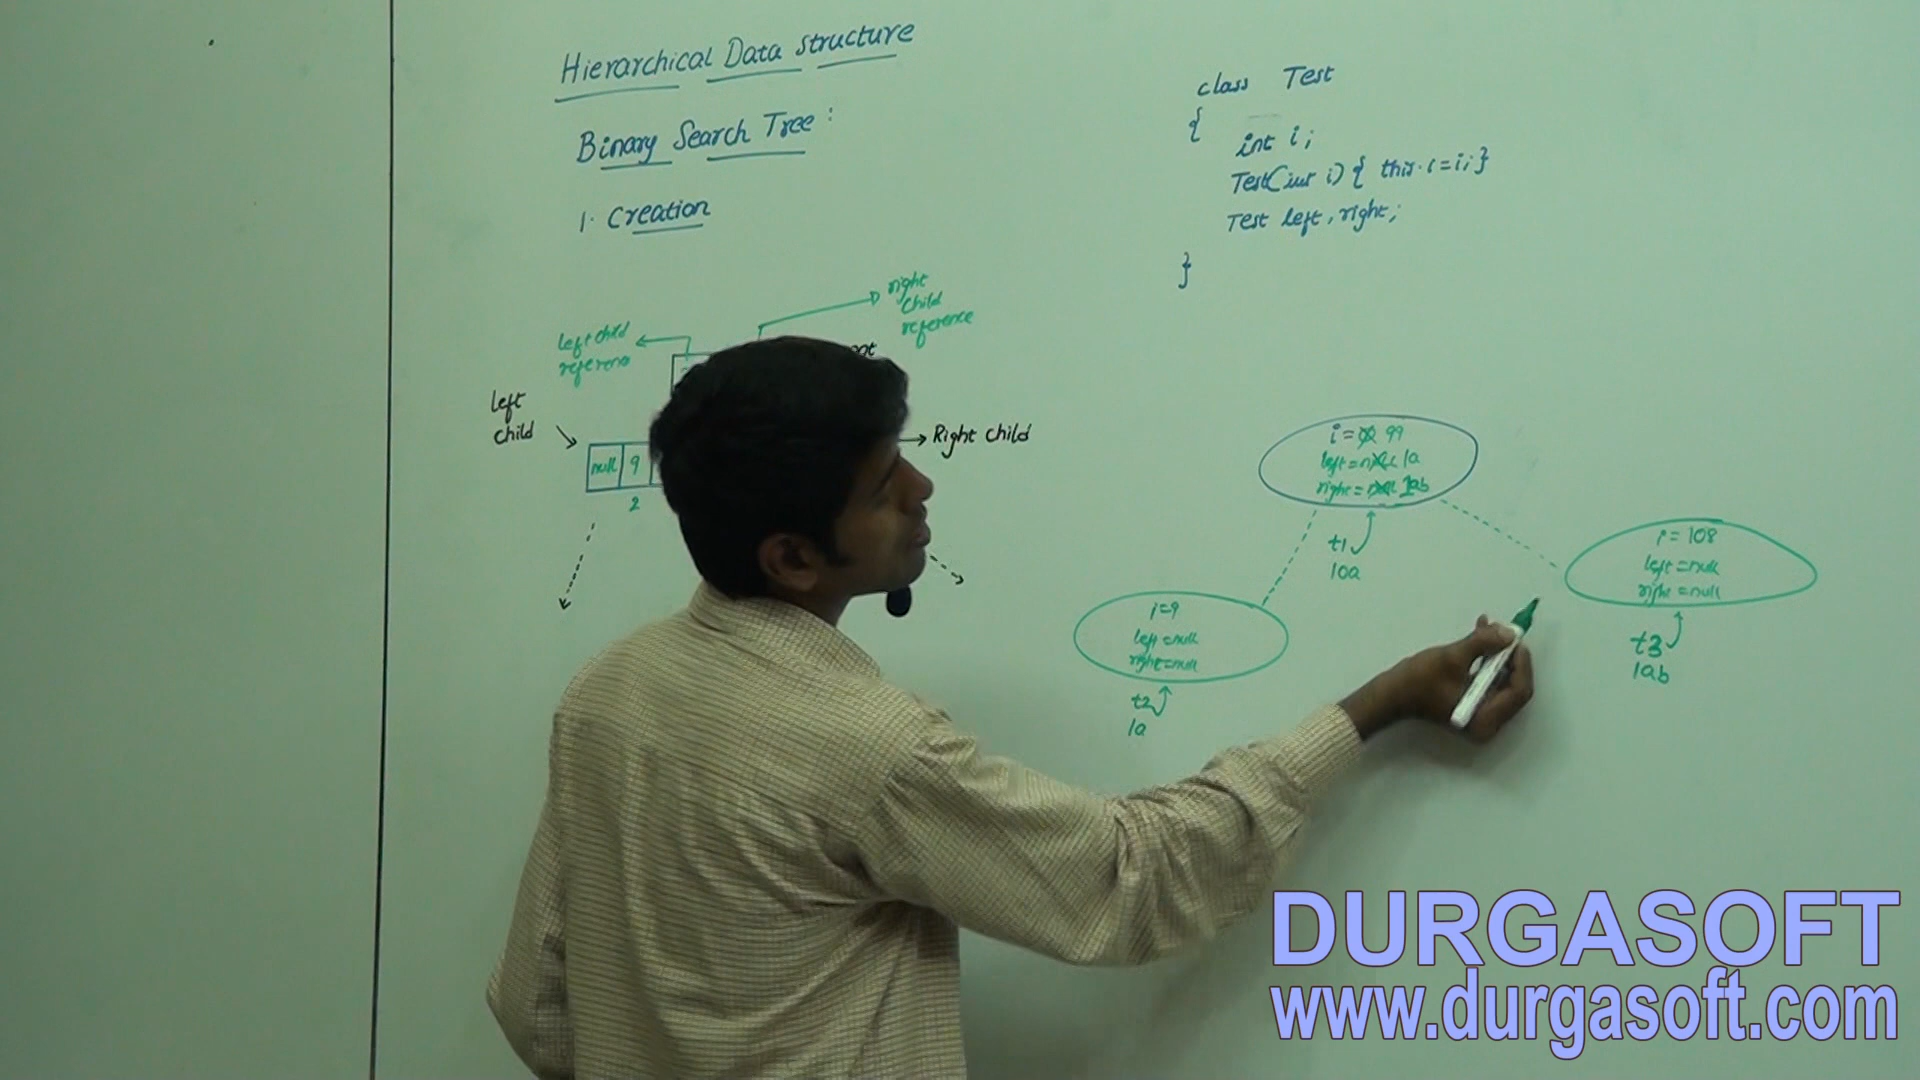 Hierarchical Data structure
Binary Search Tree :
1. Creation
left child
reference
right
child
reference
left
child
null 9
2
Right child
class Test
{
int i;
Test(int i) { this.i=i; }
Test left, right;
}
i = 99
left = null 1a
right = null 1ab
t1
10a
i=9
left=null
right=null
t2
1a
i = 108
left =null
right =null
t3
1ab
DURGASOFT
www.durgasoft.com